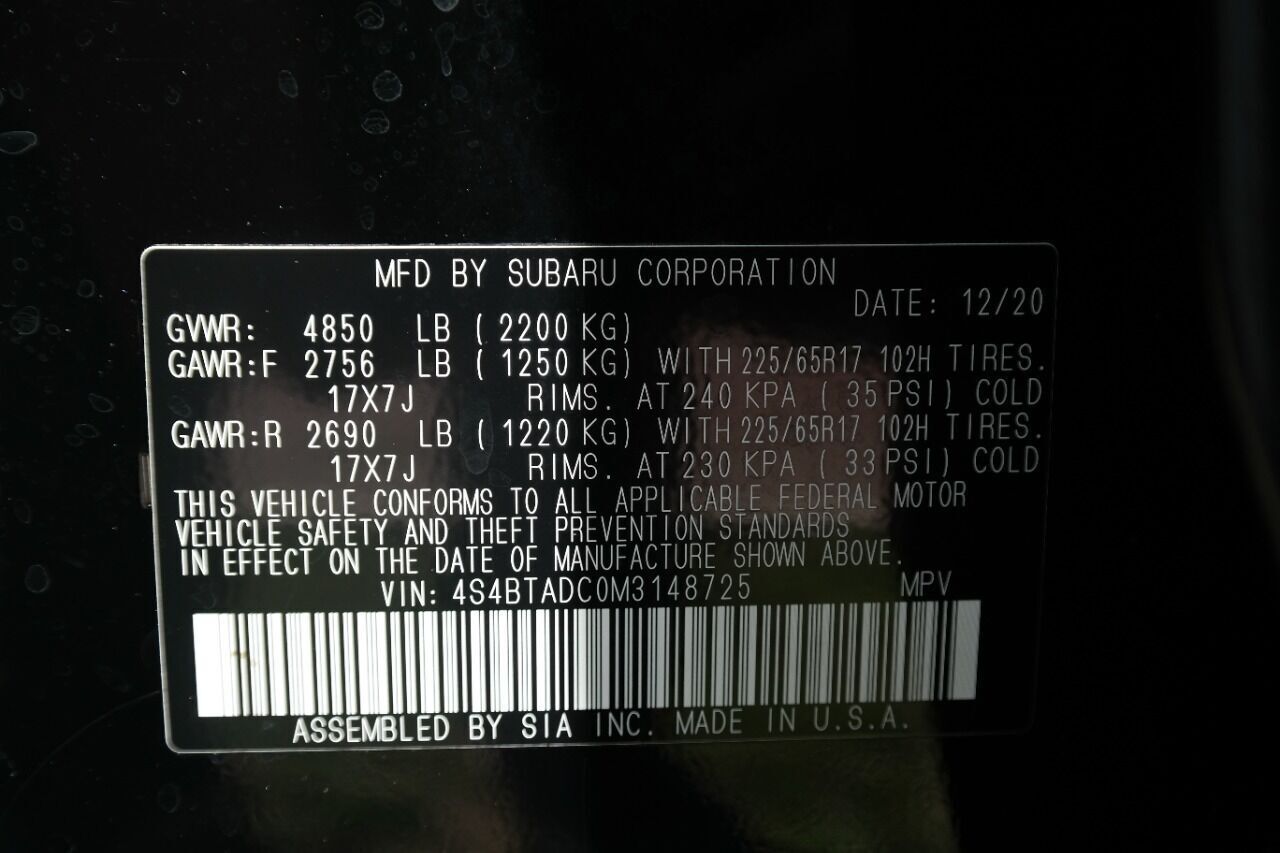 MFD BY SUBARU CORPORATION
DATE: 12/20
GVWR: 4850 LB ( 2200 KG)
GAWR:F 2756 LB ( 1250 KG) WITH 225/65R17 102H TIRES.
17X7J RIMS. AT 240 KPA ( 35 PSI) COLD
GAWR:R 2690 LB ( 1220 KG) WITH 225/65R17 102H TIRES.
17X7J RIMS. AT 230 KPA ( 33 PSI) COLD
THIS VEHICLE CONFORMS TO ALL APPLICABLE FEDERAL MOTOR
VEHICLE SAFETY AND THEFT PREVENTION STANDARDS
IN EFFECT ON THE DATE OF MANUFACTURE SHOWN ABOVE.
VIN: 4S4BTADC0M3148725 MPV
ASSEMBLED BY SIA INC. MADE IN U.S.A.